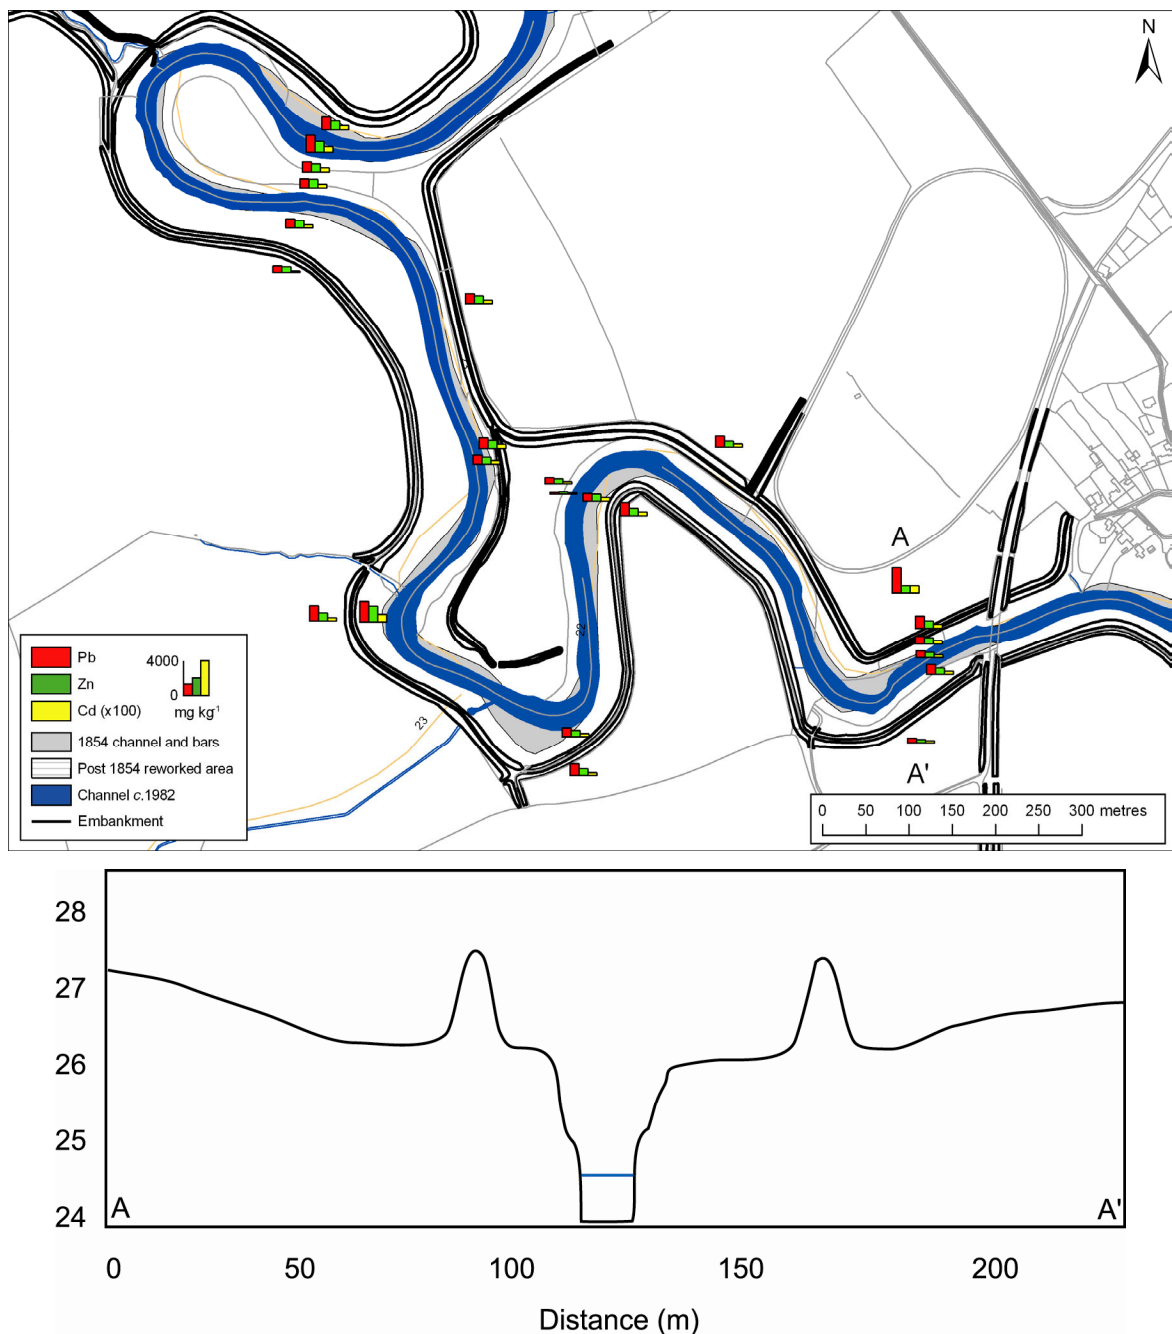 N
A
22
23
A'
Pb
Zn
Cd (x100)
4000
0
mg kg-1
1854 channel and bars
Post 1854 reworked area
Channel c.1982
Embankment
0 50 100 150 200 250 300 metres
28
27
26
25
24
A
A'
0 50 100 150 200
Distance (m)